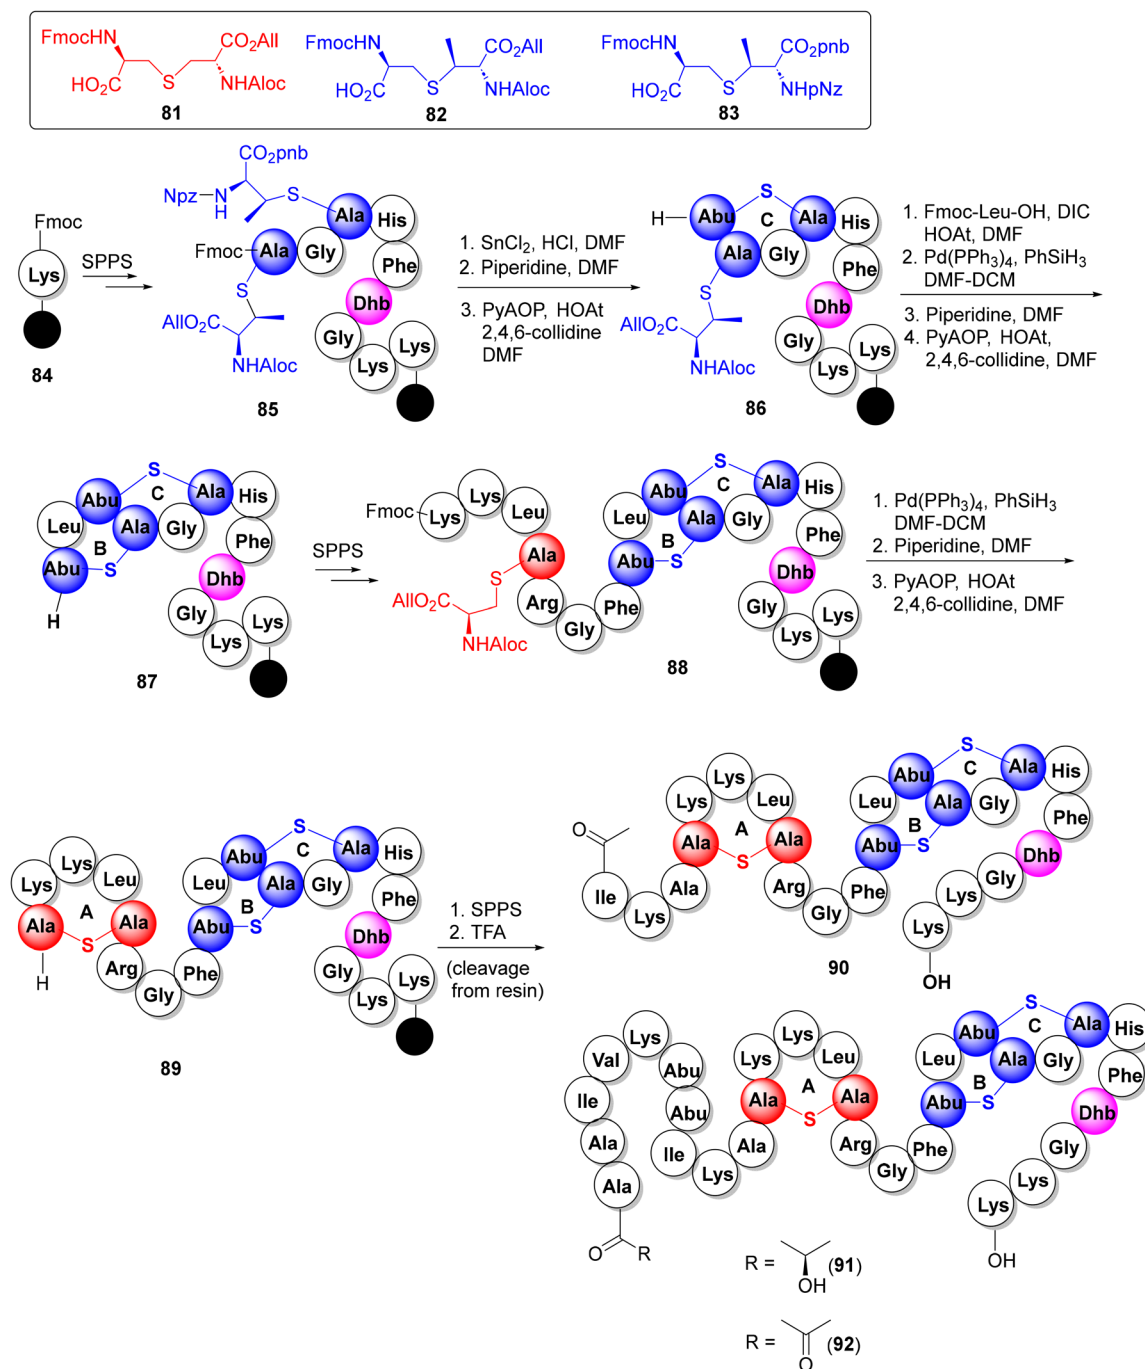 FmocHN CO2All
HO2C S NHAloc
81
FmocHN CO2All
HO2C S NHAloc
82
FmocHN CO2pnb
HO2C S NHpNz
83
Fmoc
Lys
84
SPPS
CO2pnb
Npz N H S
Ala His
Fmoc Ala Gly Phe
S Dhb
AllO2C Gly Lys
NHAloc Lys
85
1. SnCl2, HCl, DMF
2. Piperidine, DMF
3. PyAOP, HOAt
2,4,6-collidine
DMF
S
H Abu C Ala His
Ala Gly Phe
S Dhb
AllO2C Gly Lys
NHAloc Lys
86
1. Fmoc-Leu-OH, DIC
HOAt, DMF
2. Pd(PPh3)4, PhSiH3
DMF-DCM
3. Piperidine, DMF
4. PyAOP, HOAt,
2,4,6-collidine, DMF
S
Abu C Ala His
Leu Ala Gly Phe
B
Abu S Dhb
H Gly Lys
Lys
87
SPPS
Fmoc Lys Lys Leu
Ala
S
AllO2C
NHAloc
Arg Gly Phe
S
Abu C Ala His
Leu Ala Gly Phe
B
Abu S Dhb
Gly Lys
Lys
88
1. Pd(PPh3)4, PhSiH3
DMF-DCM
2. Piperidine, DMF
3. PyAOP, HOAt
2,4,6-collidine, DMF
Lys Lys Leu
A
Ala S Ala
H
Arg Gly Phe
S
Abu C Ala His
Leu Ala Gly Phe
B
Abu S Dhb
Gly Lys
Lys
89
1. SPPS
2. TFA
(cleavage
from resin)
O
Ile Lys Ala
Lys Lys Leu
A
Ala S Ala
Arg Gly Phe
S
Abu C Ala His
Leu Ala Gly Phe
B
Abu S Dhb
Gly
Lys
Lys
OH
90
Lys
Val Abu
Ile Abu
Ala Ile Lys Ala
Ala
O R
Lys Lys Leu
A
Ala S Ala
Arg Gly Phe
S
Abu C Ala His
Leu Ala Gly Phe
B
Abu S Dhb
Gly
Lys
Lys
OH
R = (91)
OH
R = (92)
O